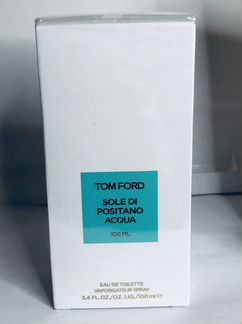 TOM FORD
SOLE DI
POSITANO
ACQUA
100 ML
EAU DE TOILETTE
VAPORISATEUR SPRAY
3.4 FL.OZ./OZ. LIQ./100 ml ℮